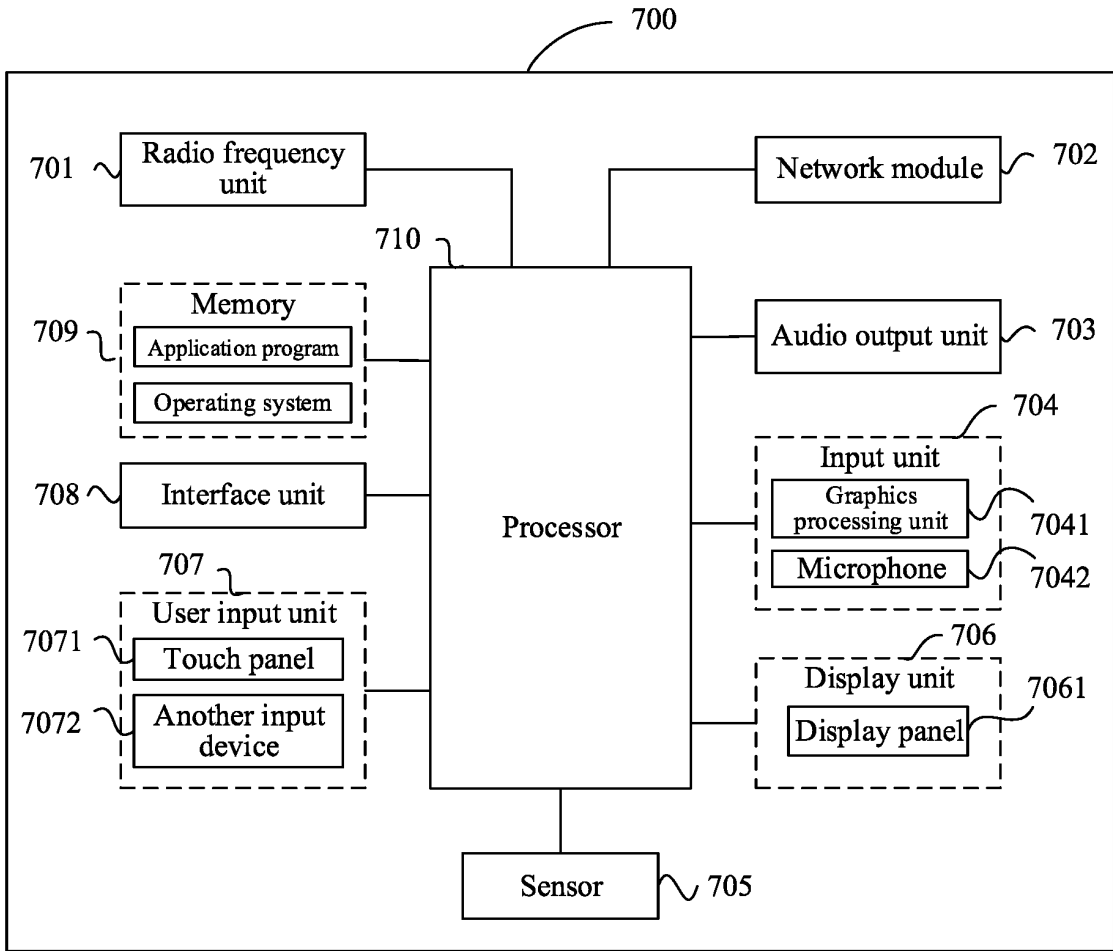 700
701
Radio frequency
unit
Network module
702
710
Memory
709
Application program
Operating system
Audio output unit
703
704
Input unit
Graphics
processing unit
7041
Microphone
7042
708
Interface unit
Processor
707
User input unit
7071
Touch panel
7072
Another input
device
706
Display unit
7061
Display panel
Sensor
705